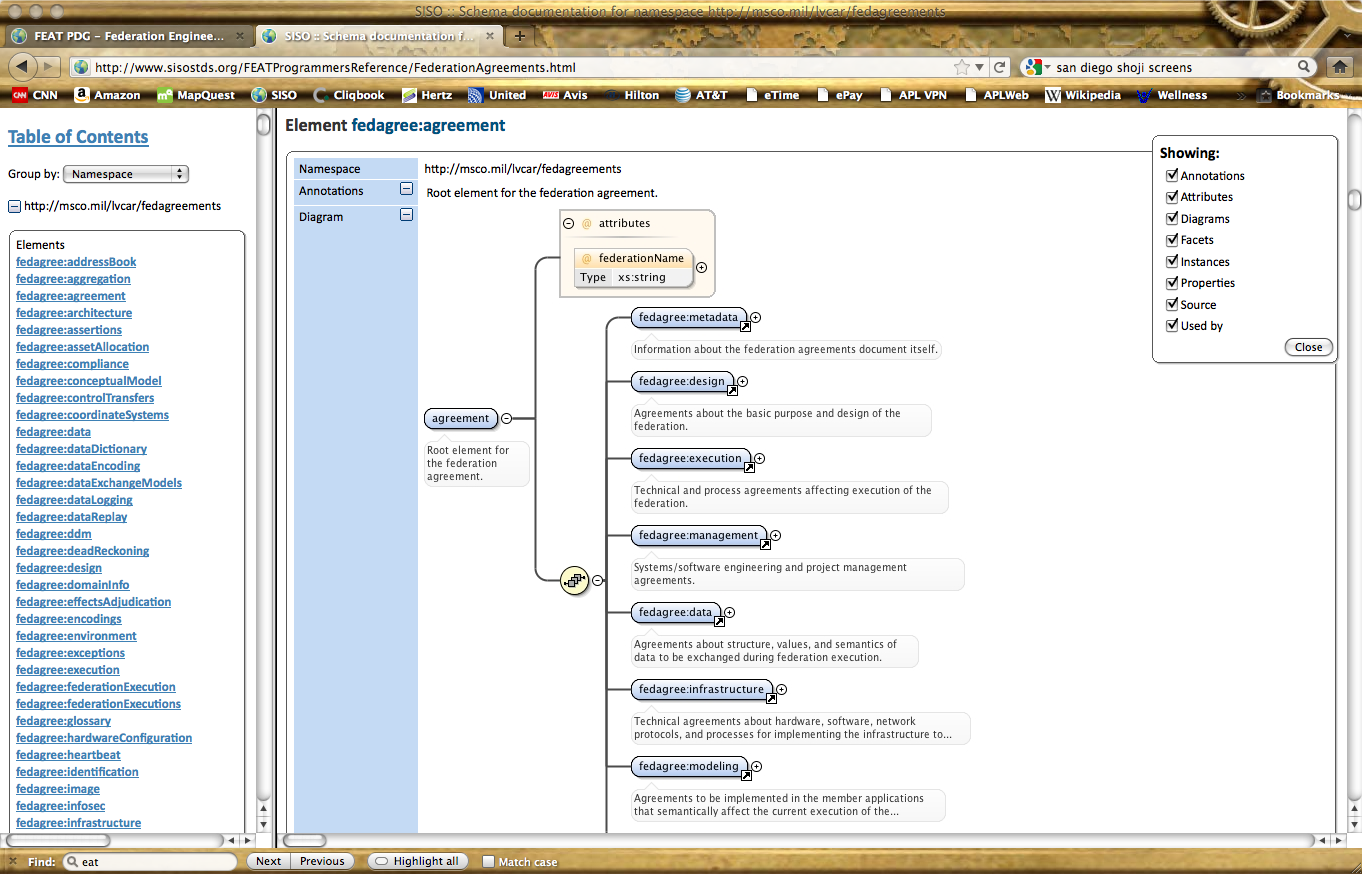 SISO :: Schema documentation for namespace http://msco.mil/lvcar/fedagreements
FEAT PDG – Federation Enginee...
SISO :: Schema documentation f...
http://www.sisostds.org/FEATProgrammersReference/FederationAgreements.html
san diego shoji screens
CNN Amazon MapQuest SISO Cliqbook Hertz United Avis Hilton AT&T eTime ePay APL VPN APLWeb Wikipedia Wellness Bookmarks
Table of Contents
Group by: Namespace
http://msco.mil/lvcar/fedagreements
Elements
fedagree:addressBook
fedagree:aggregation
fedagree:agreement
fedagree:architecture
fedagree:assertions
fedagree:assetAllocation
fedagree:compliance
fedagree:conceptualModel
fedagree:controlTransfers
fedagree:coordinateSystems
fedagree:data
fedagree:dataDictionary
fedagree:dataEncoding
fedagree:dataExchangeModels
fedagree:dataLogging
fedagree:dataReplay
fedagree:ddm
fedagree:deadReckoning
fedagree:design
fedagree:domainInfo
fedagree:effectsAdjudication
fedagree:encodings
fedagree:environment
fedagree:exceptions
fedagree:execution
fedagree:federationExecution
fedagree:federationExecutions
fedagree:glossary
fedagree:hardwareConfiguration
fedagree:heartbeat
fedagree:identification
fedagree:image
fedagree:infosec
fedagree:infrastructure
Element fedagree:agreement
Namespace
http://msco.mil/lvcar/fedagreements
Annotations
Root element for the federation agreement.
Diagram
@ attributes
@ federationName
Type xs:string
agreement
Root element for
the federation
agreement.
fedagree:metadata
Information about the federation agreements document itself.
fedagree:design
Agreements about the basic purpose and design of the
federation.
fedagree:execution
Technical and process agreements affecting execution of the
federation.
fedagree:management
Systems/software engineering and project management
agreements.
fedagree:data
Agreements about structure, values, and semantics of
data to be exchanged during federation execution.
fedagree:infrastructure
Technical agreements about hardware, software, network
protocols, and processes for implementing the infrastructure to...
fedagree:modeling
Agreements to be implemented in the member applications
that semantically affect the current execution of the...
Showing:
Annotations
Attributes
Diagrams
Facets
Instances
Properties
Source
Used by
Close
Find: eat Next Previous Highlight all Match case